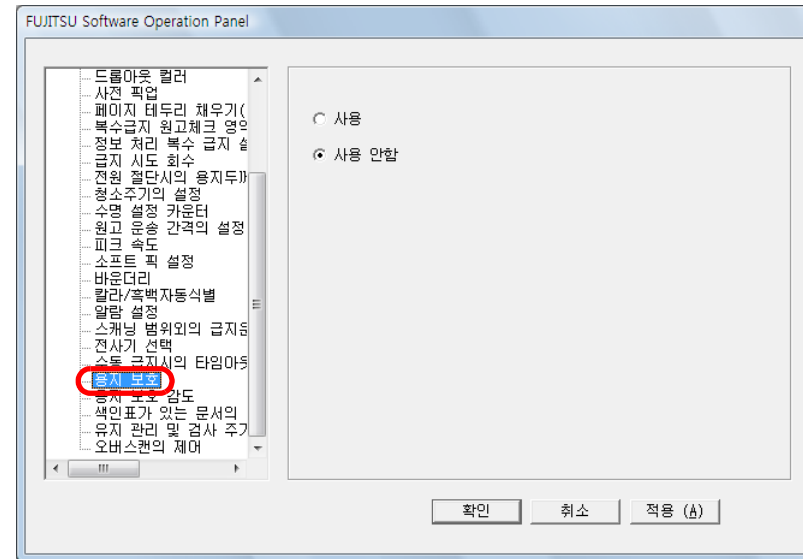 FUJITSU Software Operation Panel
드롭아웃 컬러
사전 픽업
페이지 테두리 채우기(
복수급지 원고체크 영역
정보 처리 복수 급지 설
급지 시도 회수
전원 절단시의 용지두께
청소주기의 설정
수명 설정 카운터
원고 운송 간격의 설정
피크 속도
소프트 픽 설정
바운더리
칼라/흑백자동식별
알람 설정
스캐닝 범위외의 급지운
전사기 선택
수동 급지시의 타임아웃
용지 보호
용지 보호 감도
색인표가 있는 문서의
유지 관리 및 검사 주기
오버스캔의 제어
사용
사용 안함
확인
취소
적용 (A)